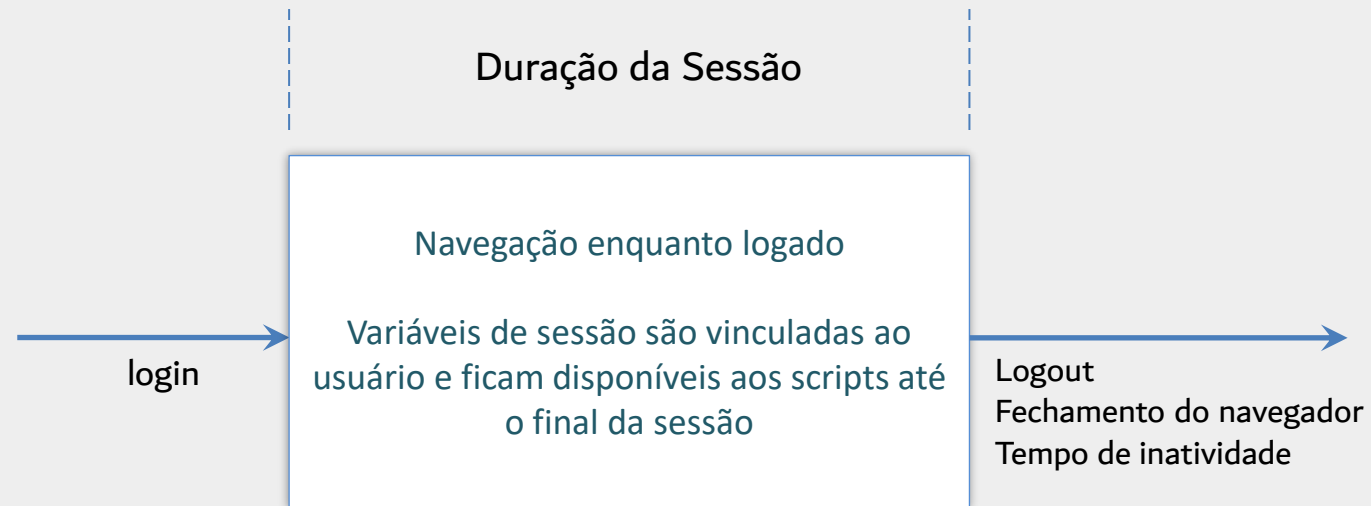 Duração da Sessão
Navegação enquanto logado
Variáveis de sessão são vinculadas ao
usuário e ficam disponíveis aos scripts até
o final da sessão
login
Logout
Fechamento do navegador
Tempo de inatividade